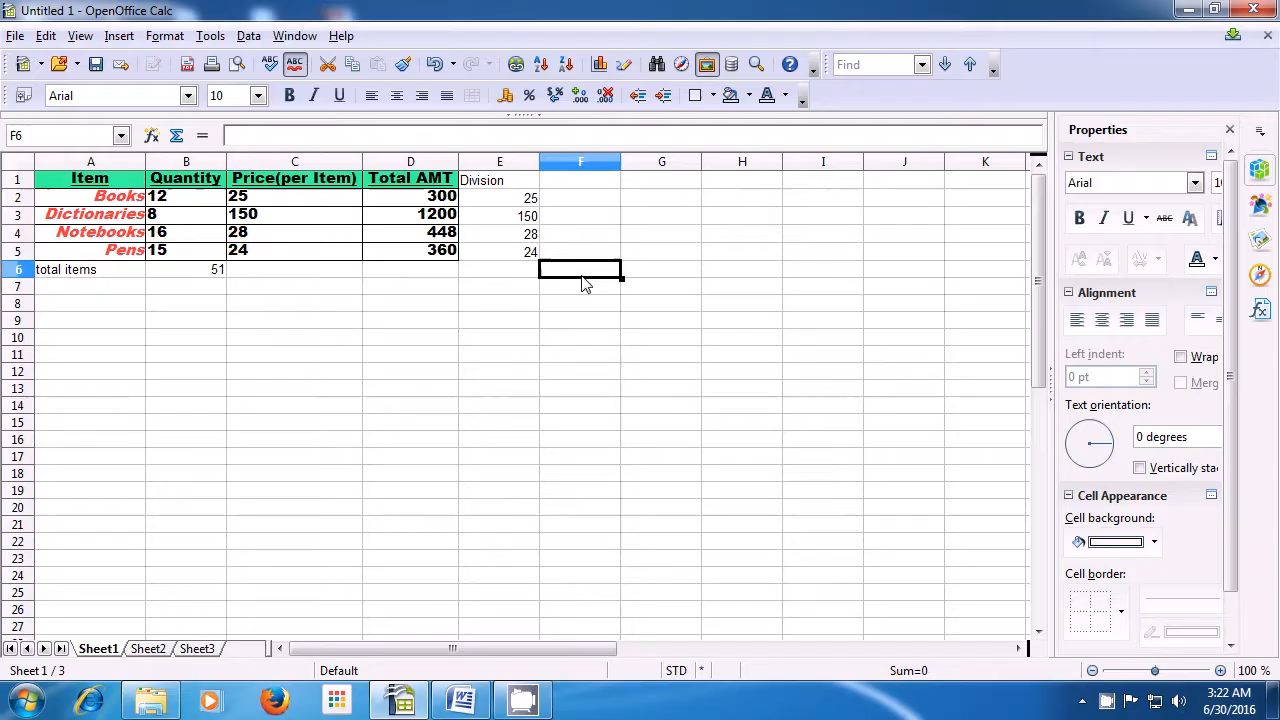 Untitled 1 - OpenOffice Calc
File Edit View Insert Format Tools Data Window Help
ABC ABC Find
Arial 10
F6
Properties
A B C D E F G H I J K
Text
1 Item Quantity Price(per Item) Total AMT Division
2 Books 12 25 300 25
3 Dictionaries 8 150 1200 150
4 Notebooks 16 28 448 28
5 Pens 15 24 360 24
6 total items 51
7
8
9
10
11
12
13
14
15
16
17
18
19
20
21
22
23
24
25
26
27
Arial
Alignment
Left indent:
Wrap
0 pt
Merg
Text orientation:
0 degrees
Vertically stac
Cell Appearance
Cell background:
Cell border:
Sheet1 Sheet2 Sheet3
Sheet 1 / 3 Default STD * Sum=0 100 %
3:22 AM
6/30/2016